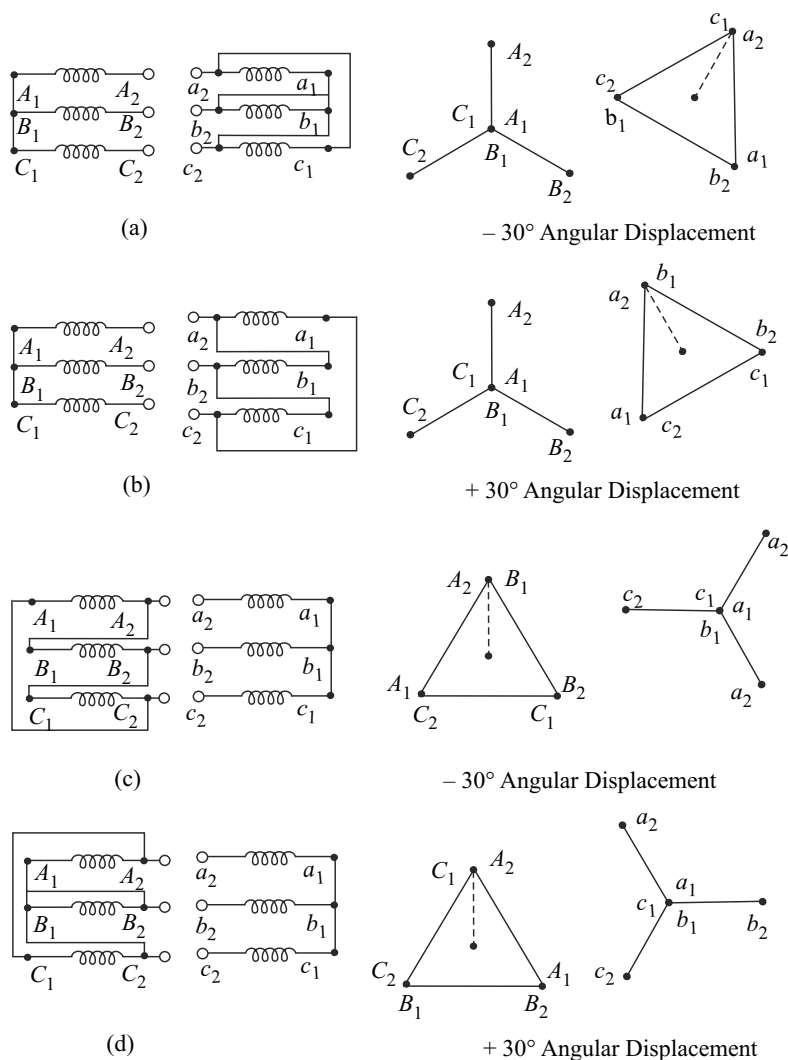 A₁ A₂ a₂ a₁
B₁ B₂ b₂ b₁
C₁ C₂ c₂ c₁
A₂
C₁ A₁
B₁
C₂ B₂
c₁ a₂
c₂
b₁
a₁
b₂
(a)
– 30° Angular Displacement
A₁ A₂ a₂ a₁
B₁ B₂ b₂ b₁
C₁ C₂ c₂ c₁
A₂
C₁ A₁
B₁
C₂ B₂
b₁
a₂
b₂
c₁
a₁ c₂
(b)
+ 30° Angular Displacement
A₁ A₂ a₂ a₁
B₁ B₂ b₂ b₁
C₁ C₂ c₂ c₁
A₂ B₁
A₁ B₂
C₂ C₁
a₂
c₂ c₁ a₁
b₁
a₂
(c)
– 30° Angular Displacement
A₁ A₂ a₂ a₁
B₁ B₂ b₂ b₁
C₁ C₂ c₂ c₁
C₁ A₂
C₂ A₁
B₁ B₂
a₂
a₁
c₁ b₁ b₂
c₂
(d)
+ 30° Angular Displacement